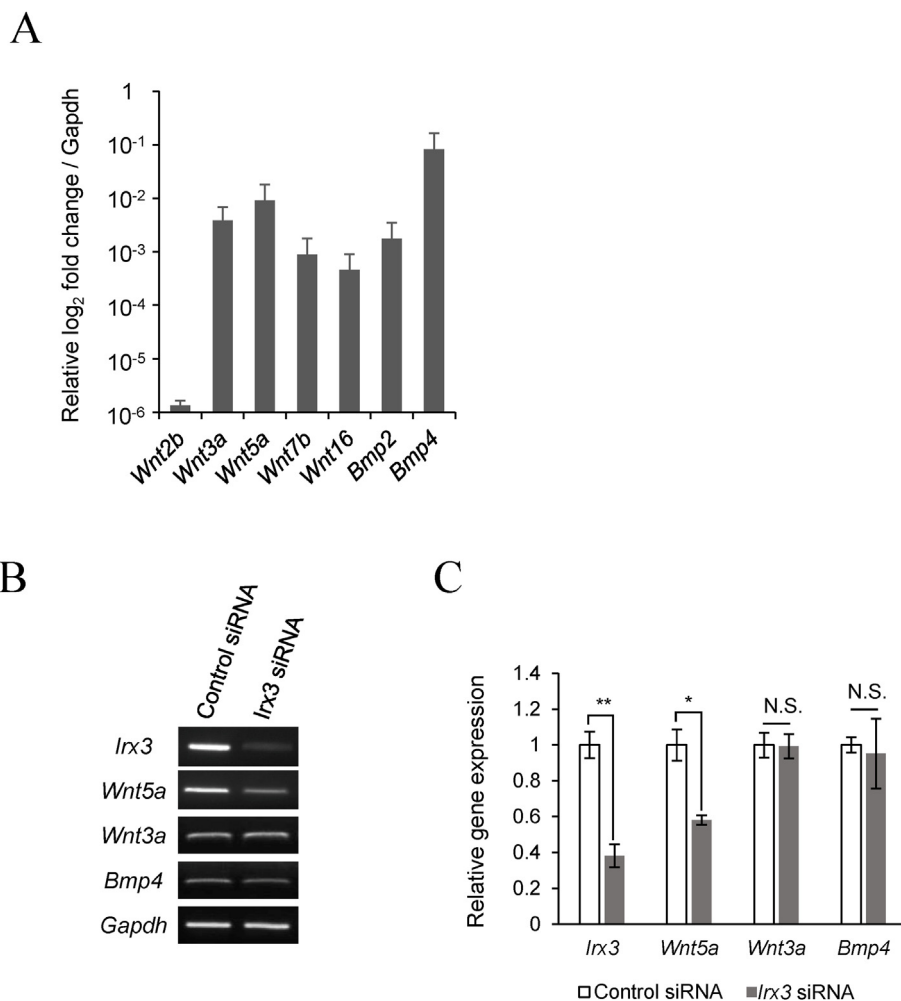 A
Relative log2 fold change / Gapdh
1
10-1
10-2
10-3
10-4
10-5
10-6
Wnt2b
Wnt3a
Wnt5a
Wnt7b
Wnt16
Bmp2
Bmp4
B
Control siRNA
Irx3 siRNA
Irx3
Wnt5a
Wnt3a
Bmp4
Gapdh
C
Relative gene expression
1.4
1.2
1
0.8
0.6
0.4
0.2
0
**
*
N.S.
N.S.
Irx3 Wnt5a Wnt3a Bmp4
Control siRNA Irx3 siRNA